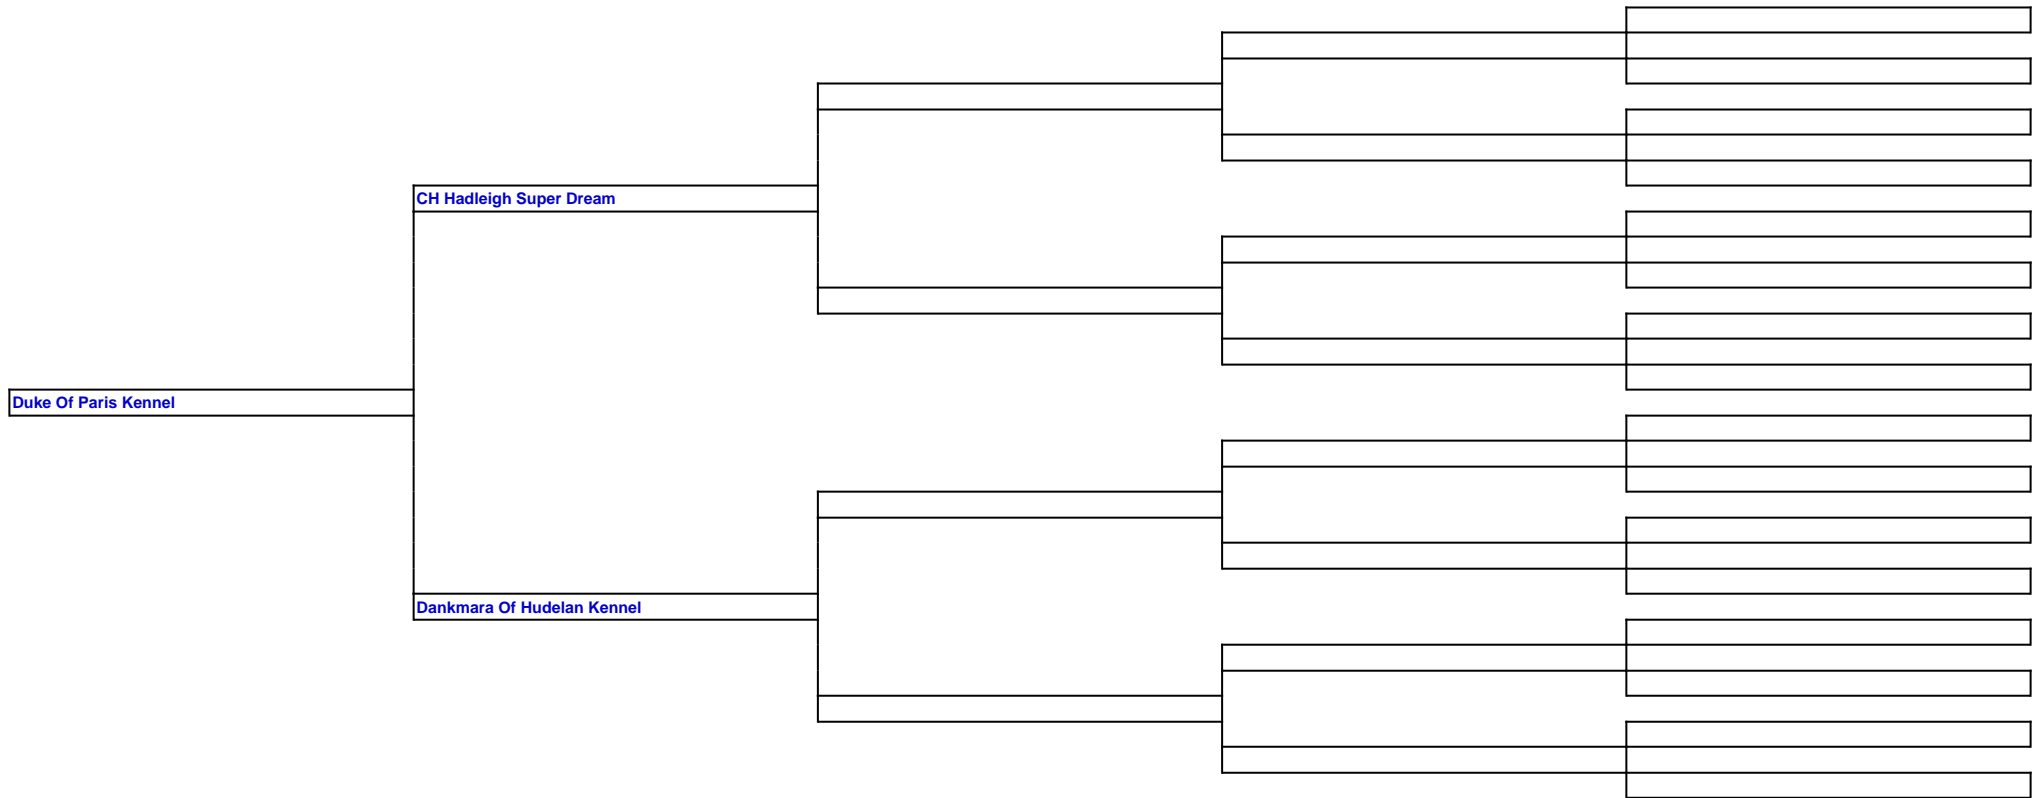 CH Hadleigh Super Dream
Duke Of Paris Kennel
Dankmara Of Hudelan Kennel